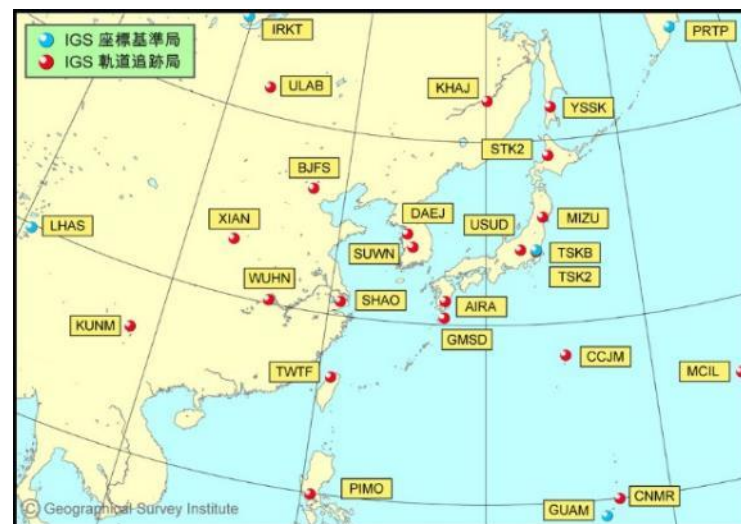 IGS 座標基準局
IGS 軌道追跡局
IRKT
PRTP
ULAB
KHAJ
YSSK
STK2
BJFS
LHAS
XIAN
DAEJ
USUD
MIZU
SUWN
TSKB
TSK2
WUHN
SHAO
AIRA
KUNM
GMSD
TWTF
CCJM
MCIL
PIMO
CNMR
GUAM
© Geographical Survey Institute